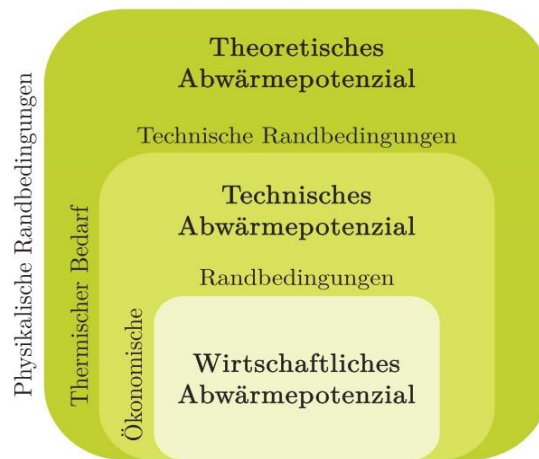 Theoretisches
Abwärmepotenzial
Technische Randbedingungen
Technisches
Abwärmepotenzial
Randbedingungen
Wirtschaftliches
Abwärmepotenzial
Physikalische Randbedingungen
Thermischer Bedarf
Ökonomische